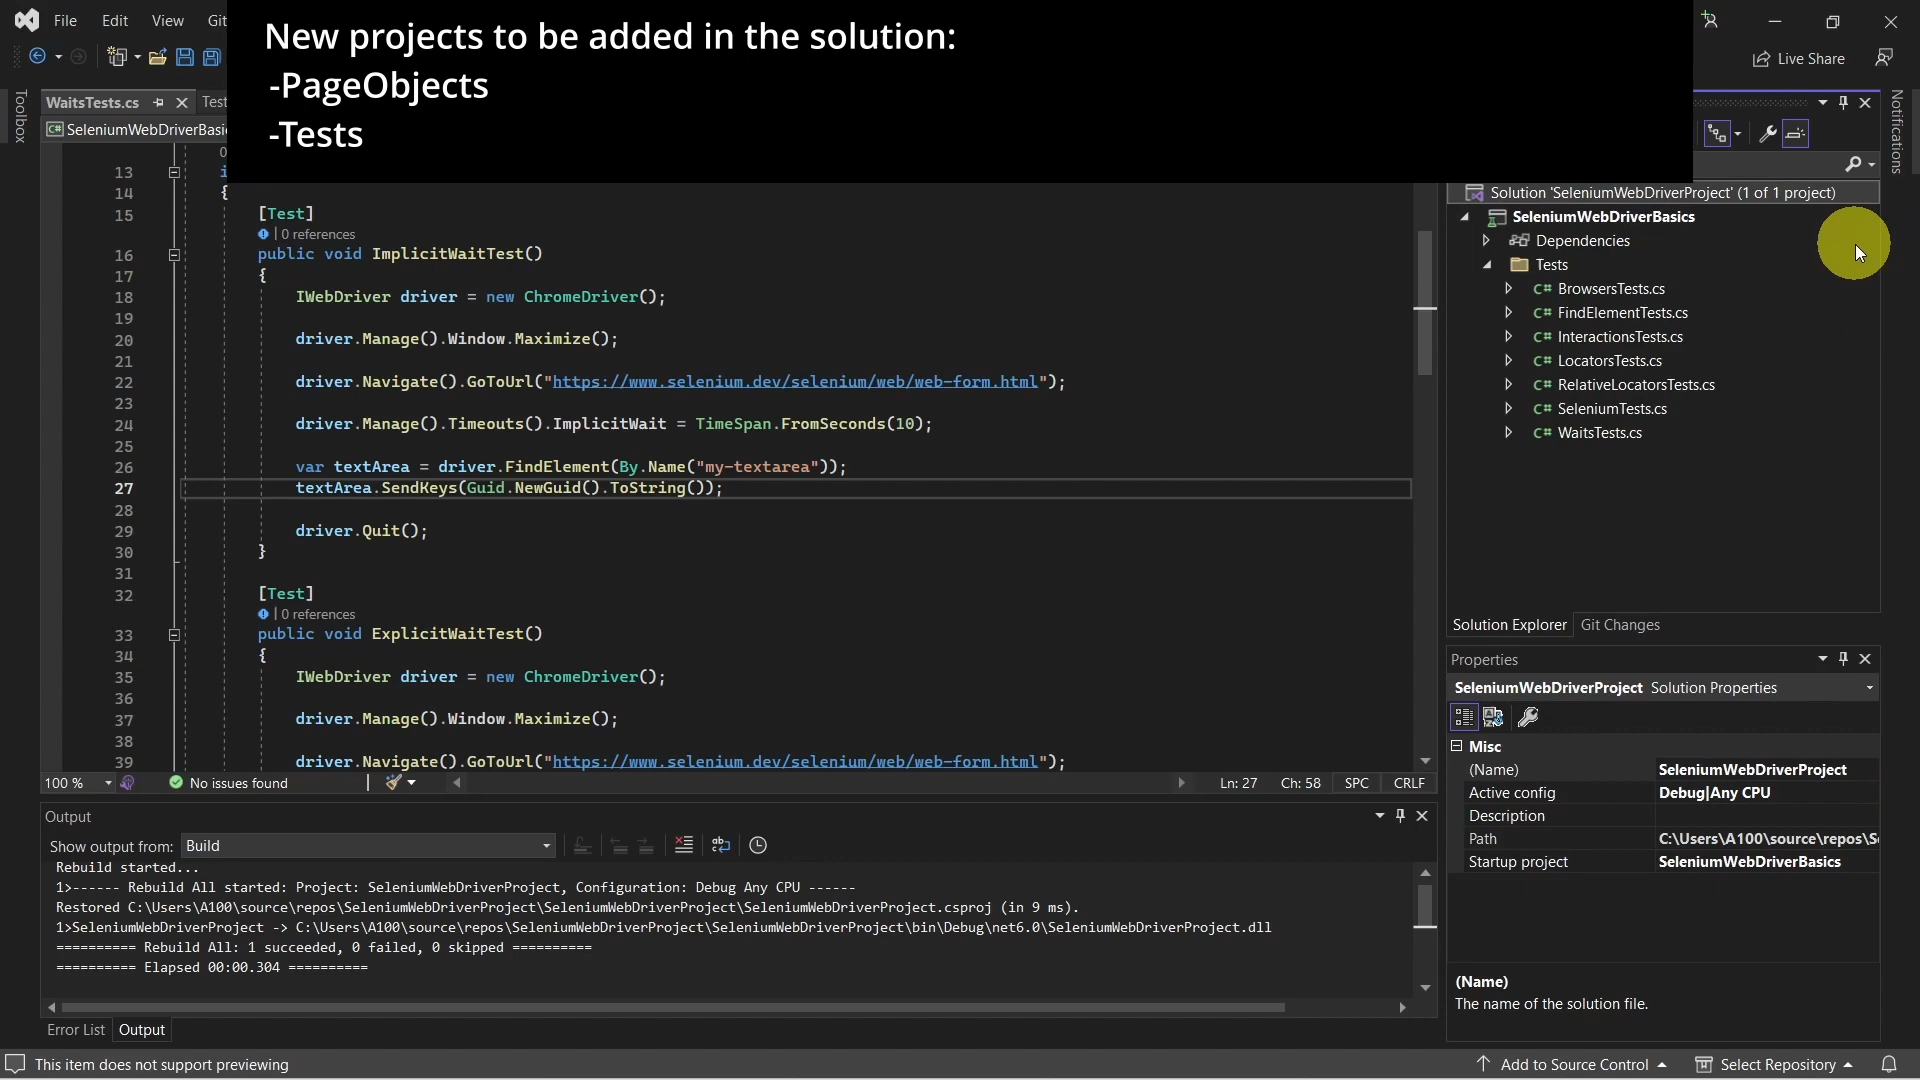 New projects to be added in the solution:
-PageObjects
-Tests
File Edit View Git
Live Share
Toolbox
Notifications
WaitsTests.cs Test
C# SeleniumWebDriverBasi
13
14 {
15 [Test]
0 references
16 public void ImplicitWaitTest()
17 {
18 IWebDriver driver = new ChromeDriver();
19
20 driver.Manage().Window.Maximize();
21
22 driver.Navigate().GoToUrl("https://www.selenium.dev/selenium/web/web-form.html");
23
24 driver.Manage().Timeouts().ImplicitWait = TimeSpan.FromSeconds(10);
25
26 var textArea = driver.FindElement(By.Name("my-textarea"));
27 textArea.SendKeys(Guid.NewGuid().ToString());
28
29 driver.Quit();
30 }
31
32 [Test]
0 references
33 public void ExplicitWaitTest()
34 {
35 IWebDriver driver = new ChromeDriver();
36
37 driver.Manage().Window.Maximize();
38
39 driver.Navigate().GoToUrl("https://www.selenium.dev/selenium/web/web-form.html");
100 % No issues found Ln: 27 Ch: 58 SPC CRLF
Solution 'SeleniumWebDriverProject' (1 of 1 project)
SeleniumWebDriverBasics
Dependencies
Tests
C# BrowsersTests.cs
C# FindElementTests.cs
C# InteractionsTests.cs
C# LocatorsTests.cs
C# RelativeLocatorsTests.cs
C# SeleniumTests.cs
C# WaitsTests.cs
Solution Explorer Git Changes
Properties
SeleniumWebDriverProject Solution Properties
Misc
(Name) SeleniumWebDriverProject
Active config Debug|Any CPU
Description
Path C:\Users\A100\source\repos\S
Startup project SeleniumWebDriverBasics
(Name)
The name of the solution file.
Output
Show output from: Build
Rebuild started...
1>------ Rebuild All started: Project: SeleniumWebDriverProject, Configuration: Debug Any CPU ------
Restored C:\Users\A100\source\repos\SeleniumWebDriverProject\SeleniumWebDriverProject\SeleniumWebDriverProject.csproj (in 9 ms).
1>SeleniumWebDriverProject -> C:\Users\A100\source\repos\SeleniumWebDriverProject\SeleniumWebDriverProject\bin\Debug\net6.0\SeleniumWebDriverProject.dll
========== Rebuild All: 1 succeeded, 0 failed, 0 skipped ==========
========== Elapsed 00:00.304 ==========
Error List Output
This item does not support previewing
Add to Source Control Select Repository